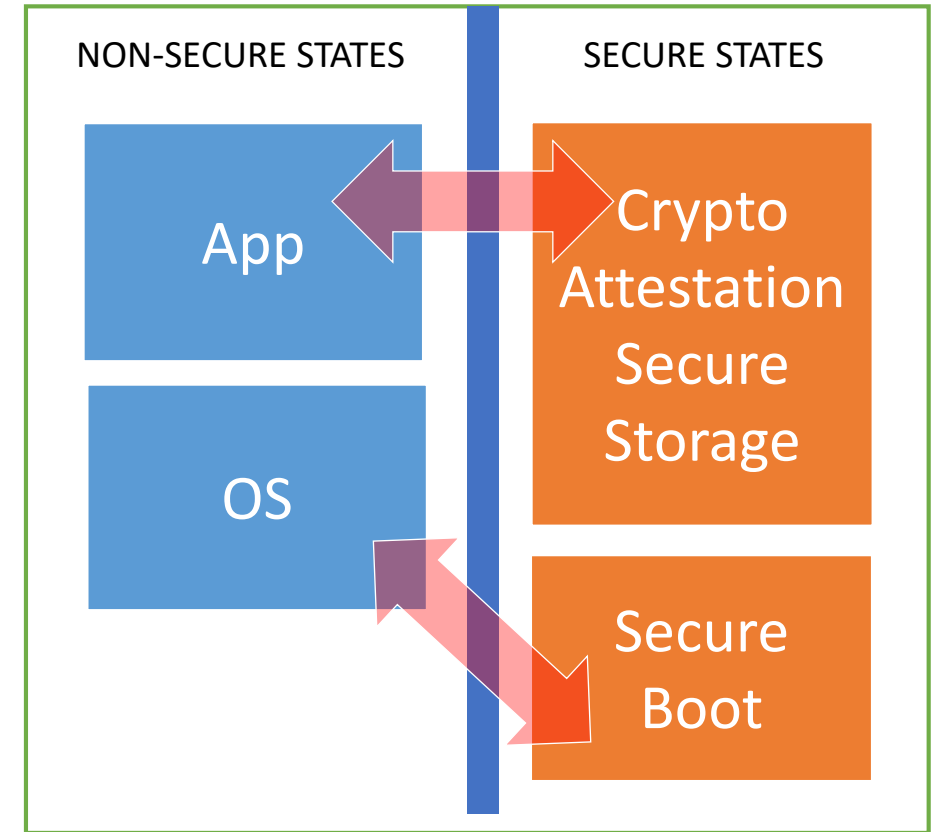 NON-SECURE STATES
SECURE STATES
App
Crypto
Attestation
Secure
Storage
OS
Secure
Boot